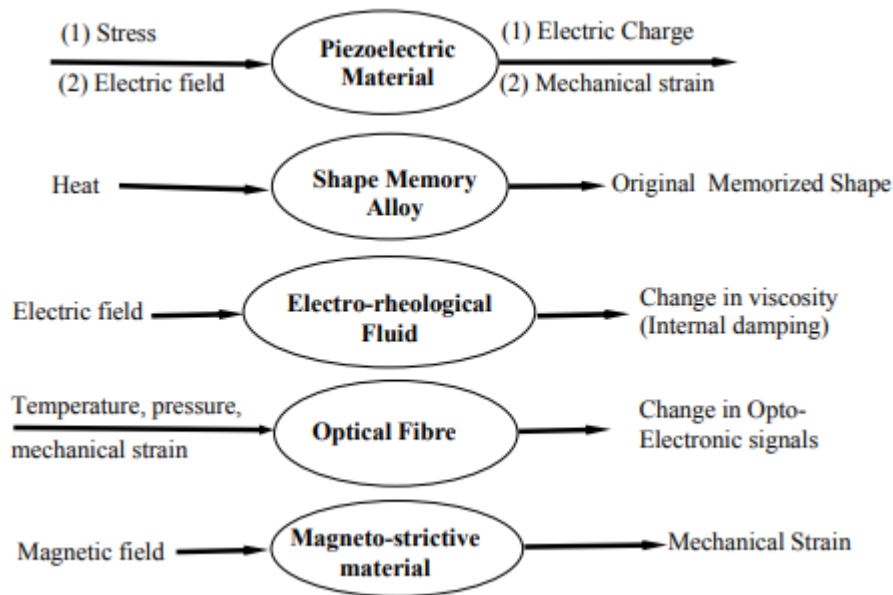 (1) Stress
(2) Electric field
Piezoelectric
Material
(1) Electric Charge
(2) Mechanical strain
Heat
Shape Memory
Alloy
Original Memorized Shape
Electric field
Electro-rheological
Fluid
Change in viscosity
(Internal damping)
Temperature, pressure,
mechanical strain
Optical Fibre
Change in Opto-
Electronic signals
Magnetic field
Magneto-strictive
material
Mechanical Strain